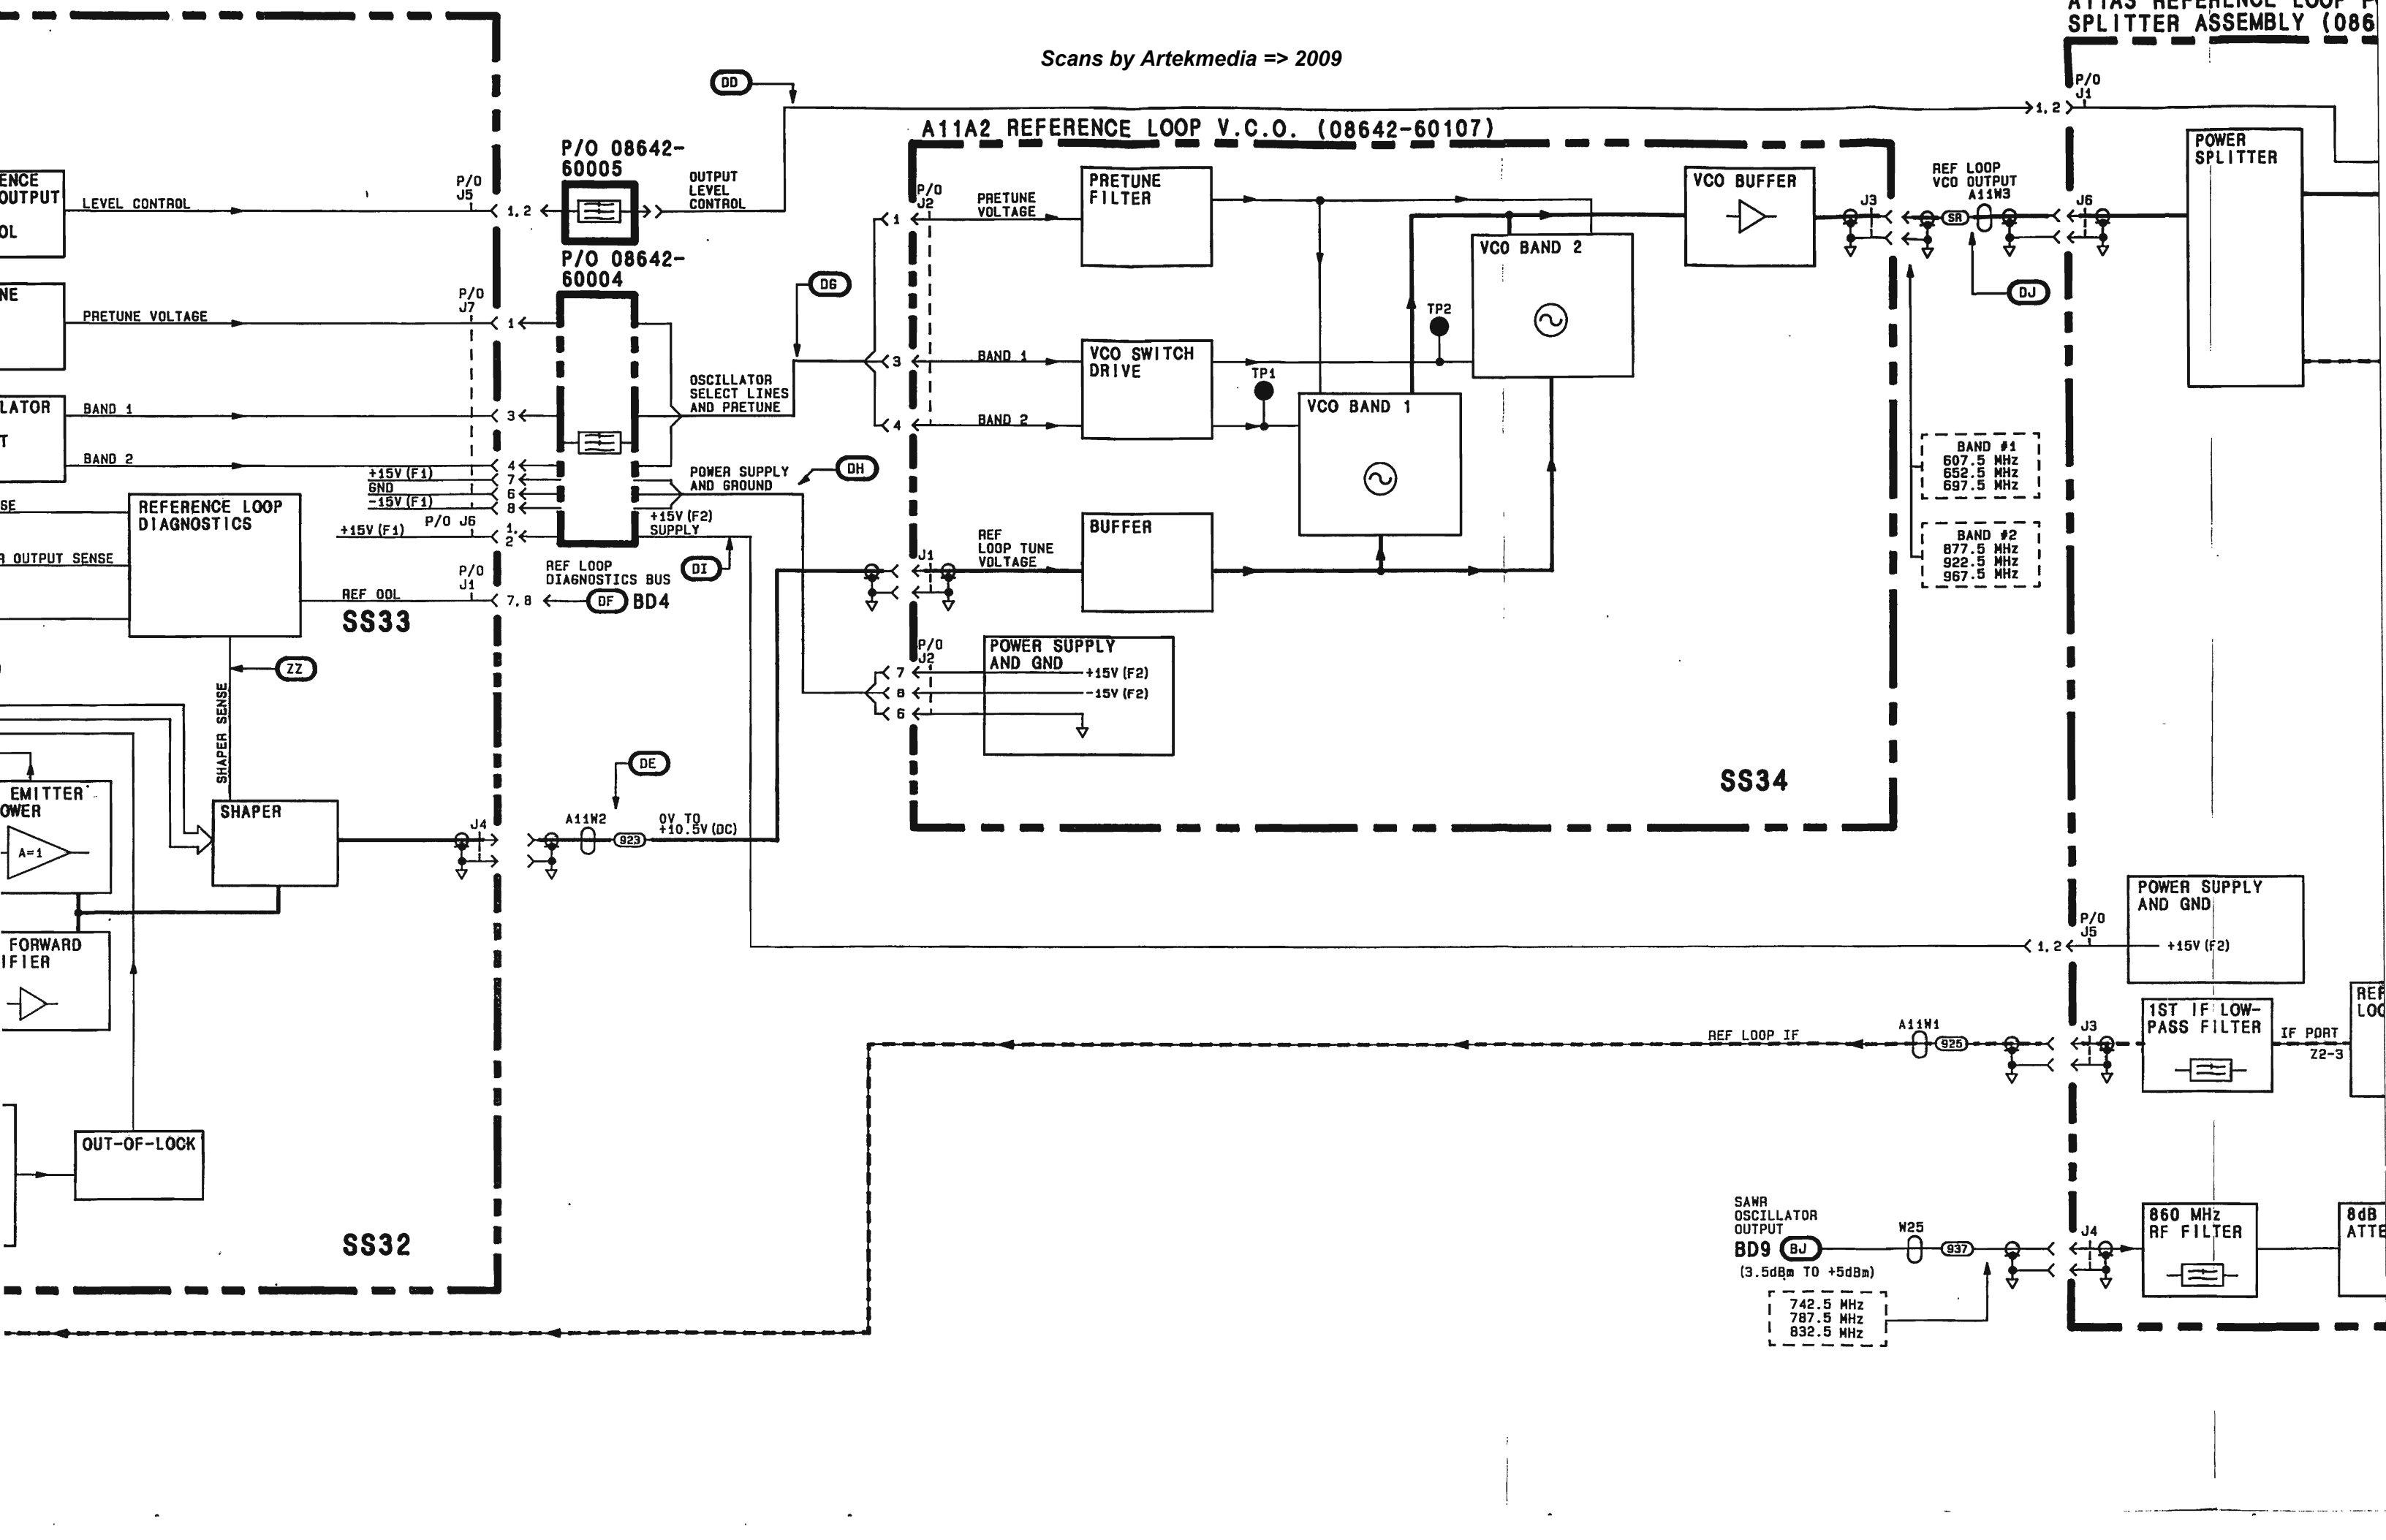 A11A3 REFERENCE LOOP
SPLITTER ASSEMBLY (086
Scans by Artekmedia => 2009
DD
P/O
J1
1,2
A11A2 REFERENCE LOOP V.C.O. (08642-60107)
P/O 08642-
60005
ENCE
OUTPUT
OL
LEVEL CONTROL
P/O
J5
1,2
OUTPUT
LEVEL
CONTROL
P/O
J2
1
PRETUNE
VOLTAGE
PRETUNE
FILTER
VCO BUFFER
J3
REF LOOP
VCO OUTPUT
A11W3
SR
J6
POWER
SPLITTER
VCO BAND 2
DJ
P/O 08642-
60004
NE
PRETUNE VOLTAGE
P/O
J7
1
DG
TP2
3
BAND 1
VCO SWITCH
DRIVE
TP1
OSCILLATOR
SELECT LINES
AND PRETUNE
LATOR
T
BAND 1
3
VCO BAND 1
4
BAND 2
BAND 2
4
+15V(F1)
7
GND
6
-15V(F1)
8
POWER SUPPLY
AND GROUND
DH
BAND #1
607.5 MHz
652.5 MHz
697.5 MHz
SE
REFERENCE LOOP
DIAGNOSTICS
+15V(F1)
P/O J6
1,
2
+15V(F2)
SUPPLY
DI
REF
LOOP TUNE
VOLTAGE
BUFFER
BAND #2
877.5 MHz
922.5 MHz
967.5 MHz
R OUTPUT SENSE
J1
P/O
J1
REF LOOP
DIAGNOSTICS BUS
REF OOL
7,8
DF
BD4
SS33
ZZ
P/O
J2
7
8
6
POWER SUPPLY
AND GND
+15V(F2)
-15V(F2)
SHAPER SENSE
DE
SS34
EMITTER
OWER
A=1
SHAPER
J4
A11W2
923
0V TO
+10.5V(DC)
FORWARD
IFIER
POWER SUPPLY
AND GND
P/O
J5
1,2
+15V(F2)
1ST IF LOW-
PASS FILTER
IF PORT
Z2-3
REF
LOO
REF LOOP IF
A11W1
925
J3
OUT-OF-LOCK
SS32
SAWR
OSCILLATOR
OUTPUT
BD9
BJ
(3.5dBm TO +5dBm)
W25
937
J4
860 MHz
RF FILTER
8dB
ATTE
742.5 MHz
787.5 MHz
832.5 MHz